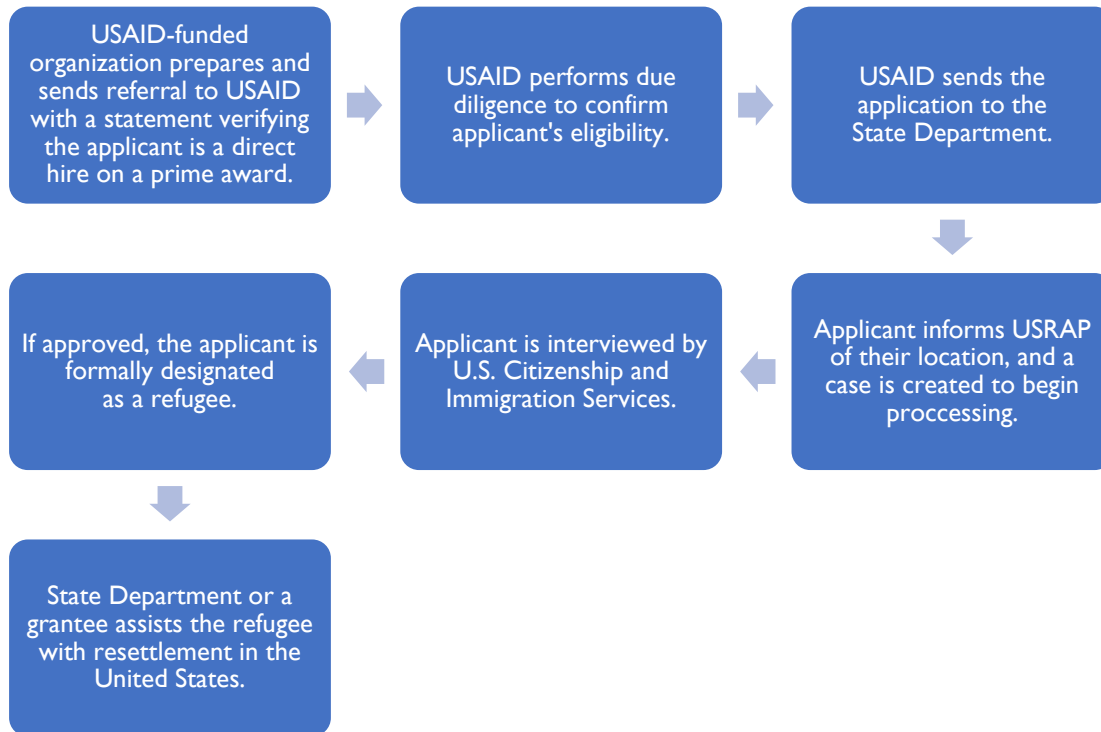 USAID-funded
organization prepares and
sends referral to USAID
with a statement verifying
the applicant is a direct
hire on a prime award.
USAID performs due
diligence to confirm
applicant's eligibility.
USAID sends the
application to the
State Department.
Applicant informs USRAP
of their location, and a
case is created to begin
proccessing.
Applicant is interviewed by
U.S. Citizenship and
Immigration Services.
If approved, the applicant is
formally designated
as a refugee.
State Department or a
grantee assists the refugee
with resettlement in the
United States.